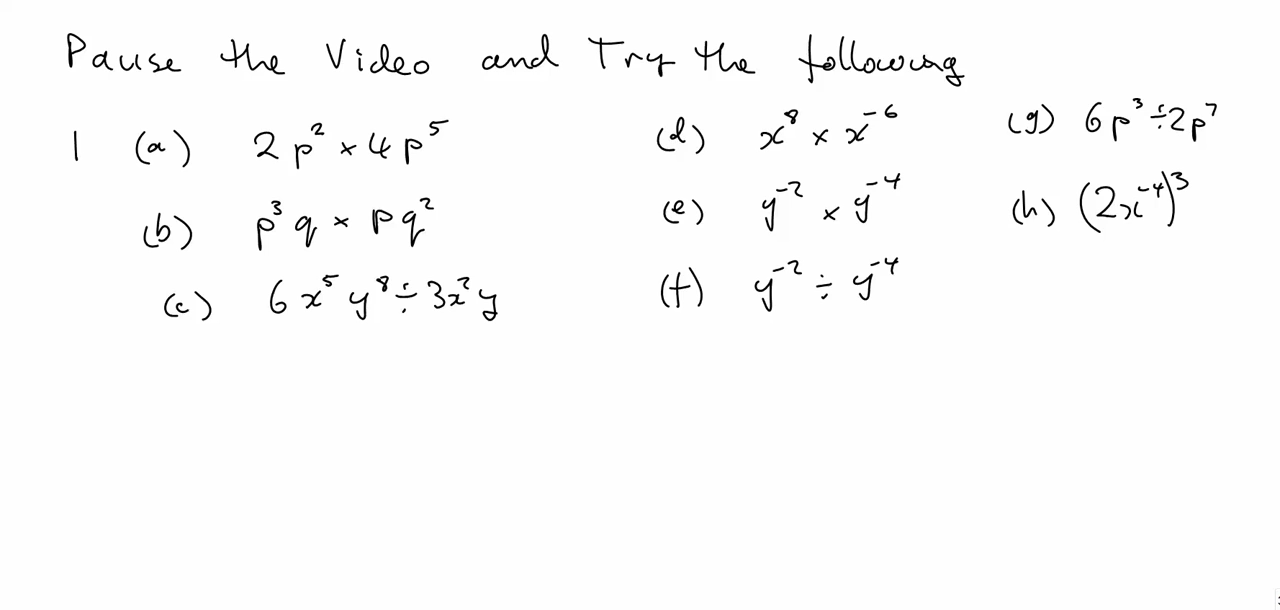 Pause the Video and Try the following
1 (a) 2p² × 4p⁵
(b) p³q × pq²
(c) 6x⁵y⁸ ÷ 3x²y
(d) x⁸ × x⁻⁶
(e) y⁻² × y⁻⁴
(f) y⁻² ÷ y⁻⁴
(g) 6p³ ÷ 2p⁷
(h) (2x⁻⁴)³